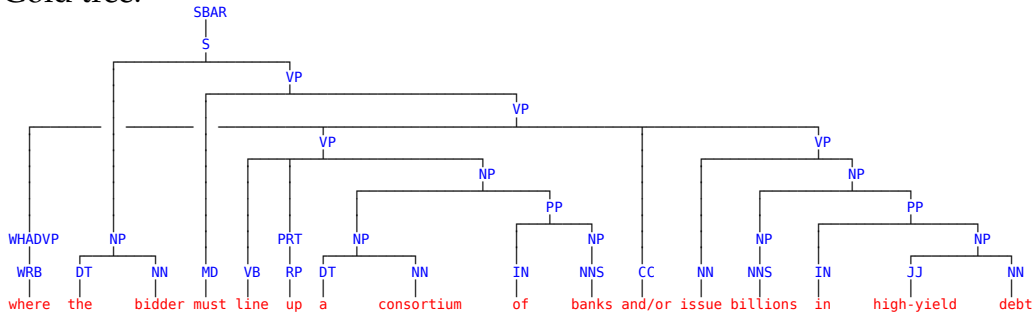 Gold tree:
SBAR
S
VP
VP
VP VP
NP NP
PP PP
WHADVP NP PRT NP NP NP NP
WRB DT NN MD VB RP DT NN IN NNS CC NN NNS IN JJ NN
where the bidder must line up a consortium of banks and/or issue billions in high-yield debt